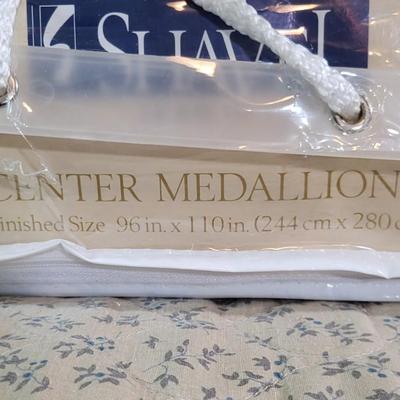 CENTER MEDALLION
Finished Size 96 in. x 110 in. (244 cm x 280 c